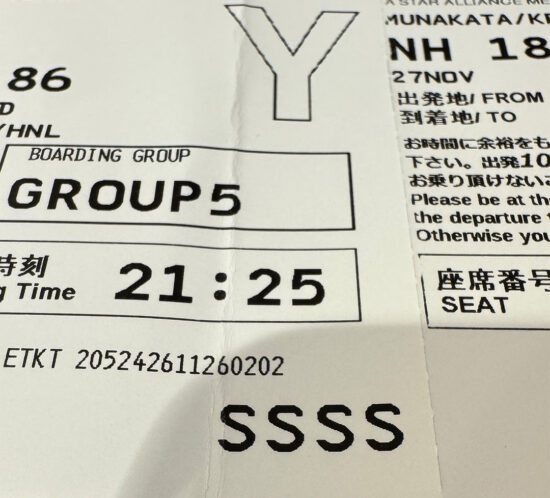 Y
86
D
/HNL
BOARDING GROUP
GROUP5
時刻
g Time 21:25
ETKT 205242611260202
SSSS
A STAR ALLIANCE ME
MUNAKATA/KE
NH 18
27NOV
出発地/ FROM
到着地/ TO
お時間に余裕をも
下さい。出発10
お乗り頂けない
Please be at th
the departure
Otherwise you
座席番号
SEAT